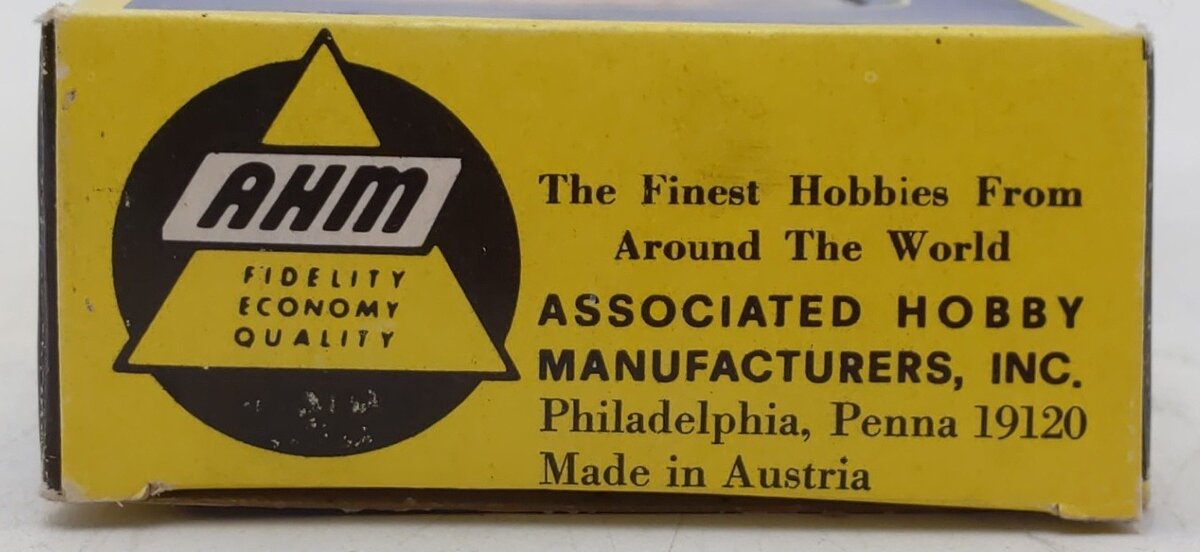 AHM
FIDELITY
ECONOMY
QUALITY
The Finest Hobbies From
Around The World
ASSOCIATED HOBBY
MANUFACTURERS, INC.
Philadelphia, Penna 19120
Made in Austria